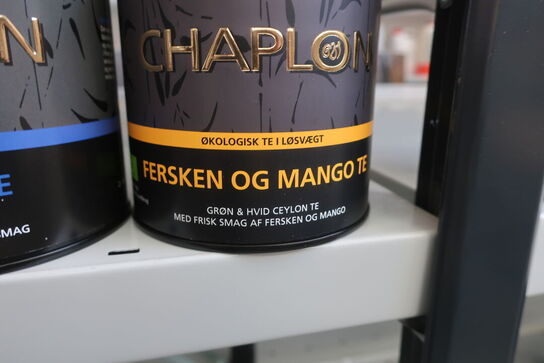 CHAPLON
ØKOLOGISK TE I LØSVÆGT
FERSKEN OG MANGO TE
GRØN & HVID CEYLON TE
MED FRISK SMAG AF FERSKEN OG MANGO
N
E
SMAG